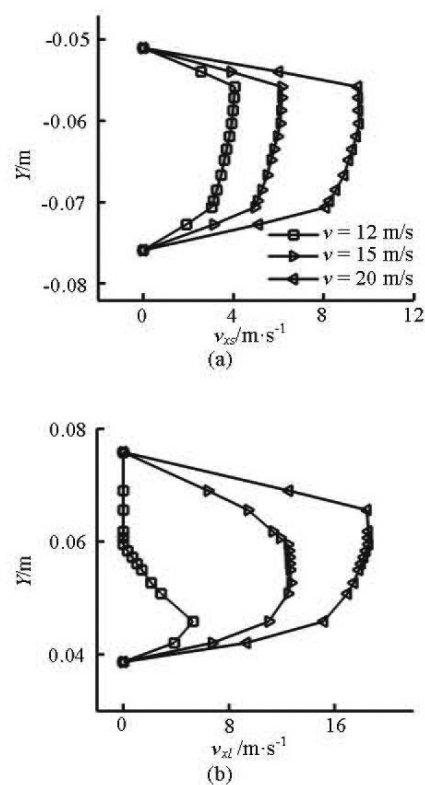 -0.05
-0.06
-0.07
-0.08
Y/m
v = 12 m/s
v = 15 m/s
v = 20 m/s
0 4 8 12
vxs/m·s-1
(a)
0.08
0.06
0.04
Y/m
0 8 16
vxl/m·s-1
(b)